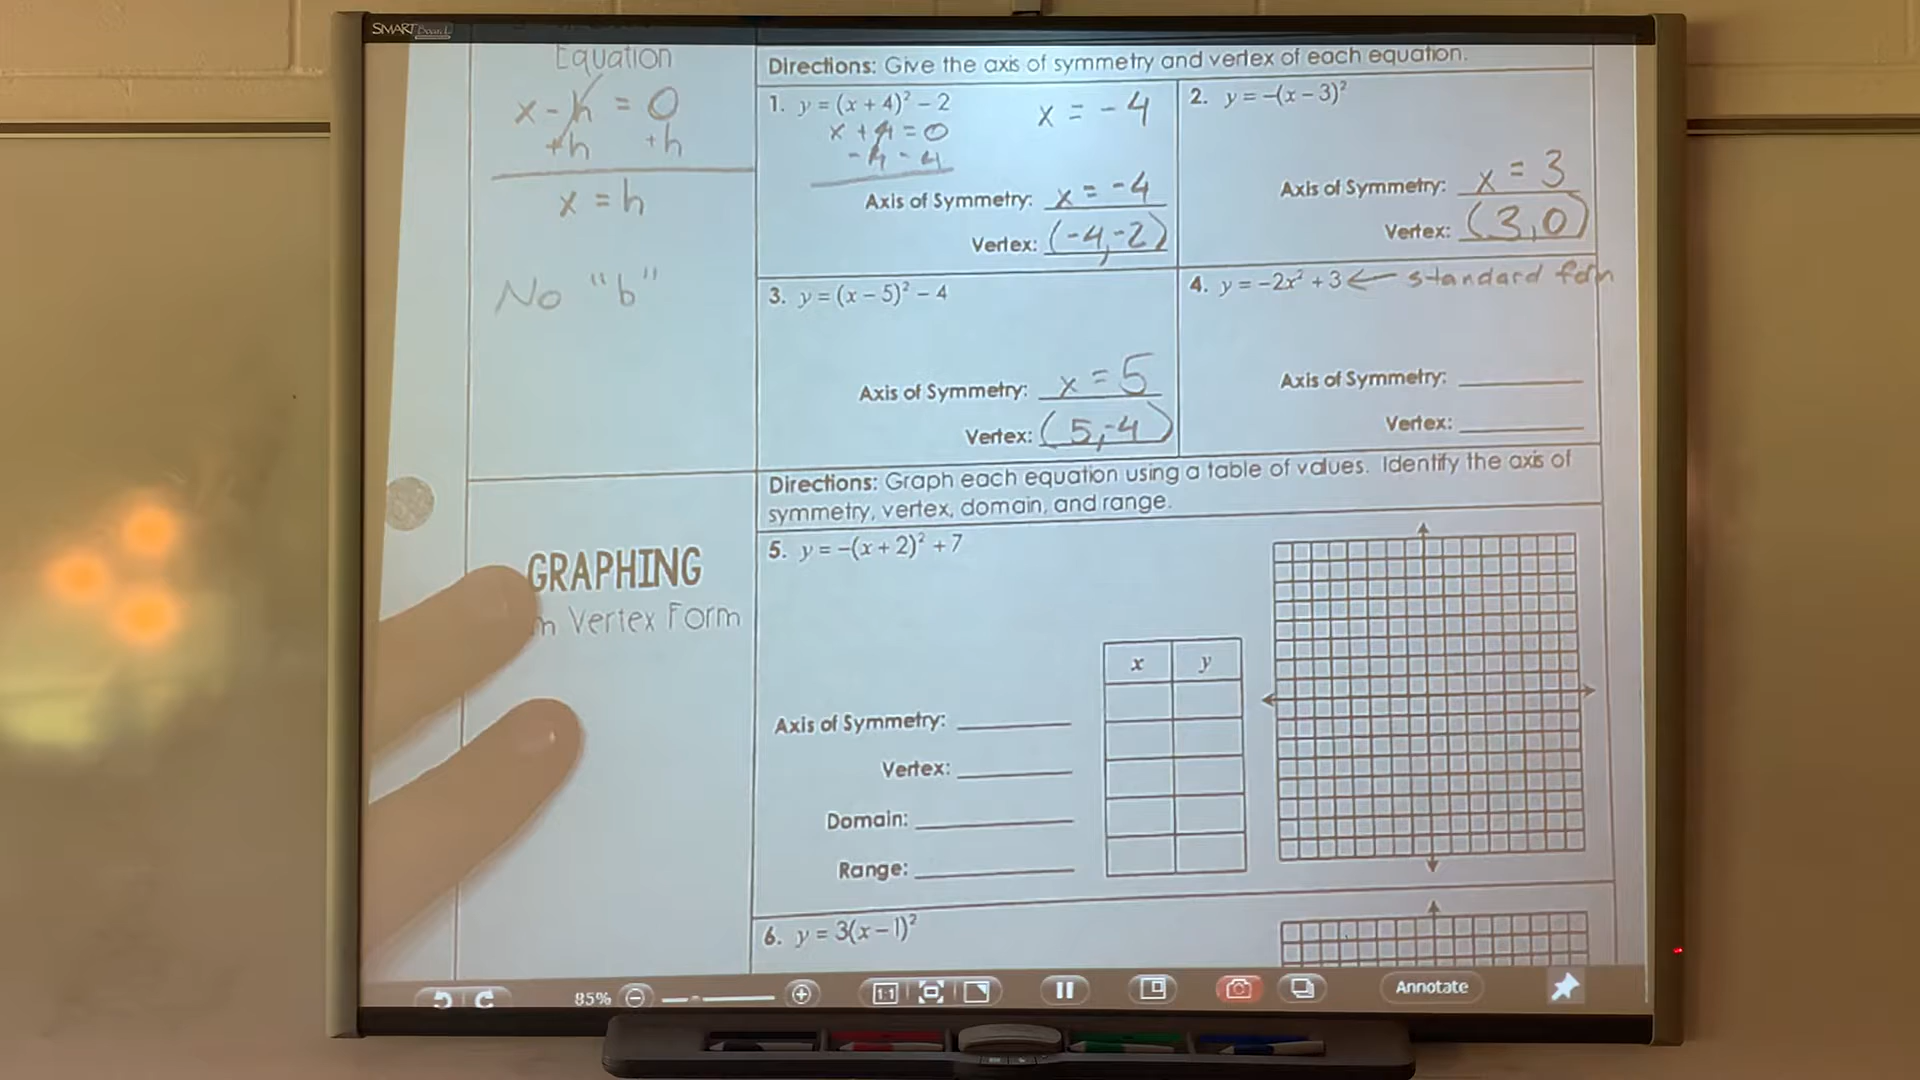 SMART Board
Equation
x - h = 0
+h +h
x = h
No "b"
Directions: Give the axis of symmetry and vertex of each equation.
1. y = (x + 4)² − 2
x = -4
x + 4 = 0
- 4 - 4
Axis of Symmetry: x = -4
Vertex: (-4,-2)
2. y = −(x − 3)²
Axis of Symmetry: x = 3
Vertex: (3,0)
3. y = (x − 5)² − 4
Axis of Symmetry: x = 5
Vertex: (5,-4)
4. y = −2x² + 3 ← standard form
Axis of Symmetry:
Vertex:
GRAPHING
Vertex Form
Directions: Graph each equation using a table of values. Identify the axis of
symmetry, vertex, domain, and range.
5. y = −(x + 2)² + 7
x y
Axis of Symmetry:
Vertex:
Domain:
Range:
6. y = 3(x − 1)²
85%
1:1
Annotate